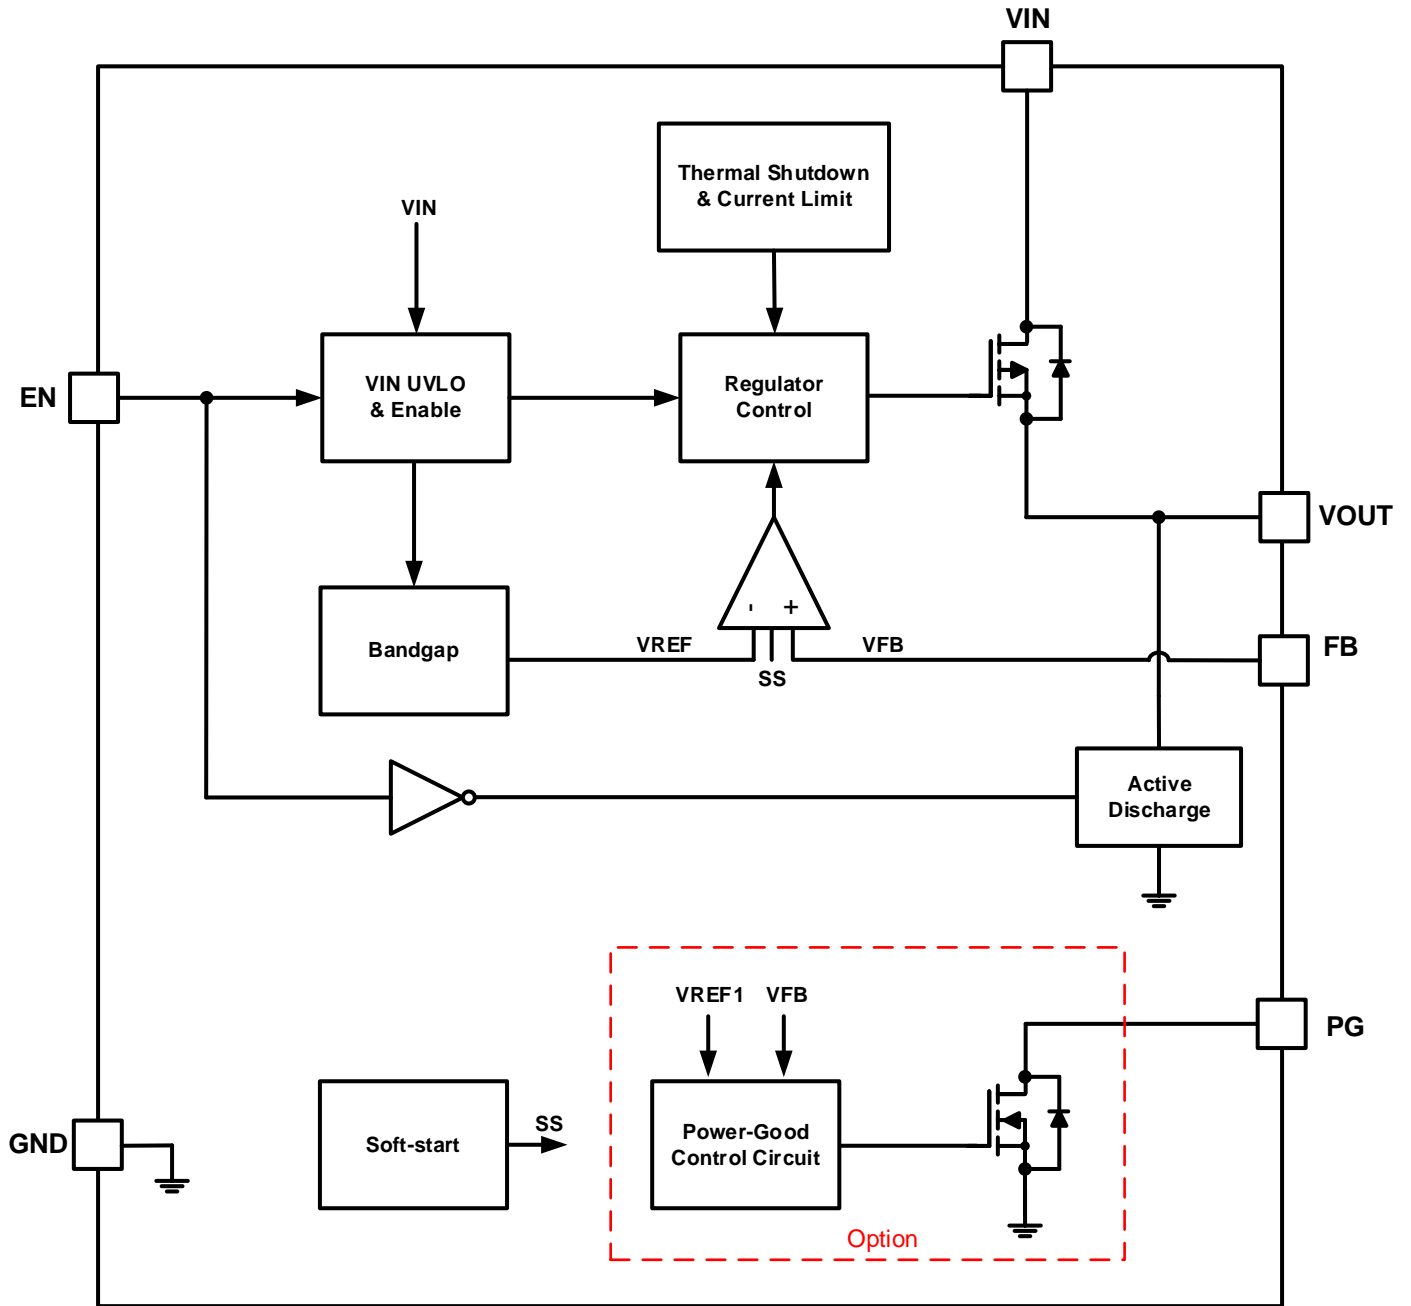 VIN
Thermal Shutdown
& Current Limit
VIN
EN
VIN UVLO
& Enable
Regulator
Control
VOUT
- +
Bandgap
VREF
SS
VFB
FB
Active
Discharge
VREF1
VFB
PG
GND
Soft-start
SS
Power-Good
Control Circuit
Option